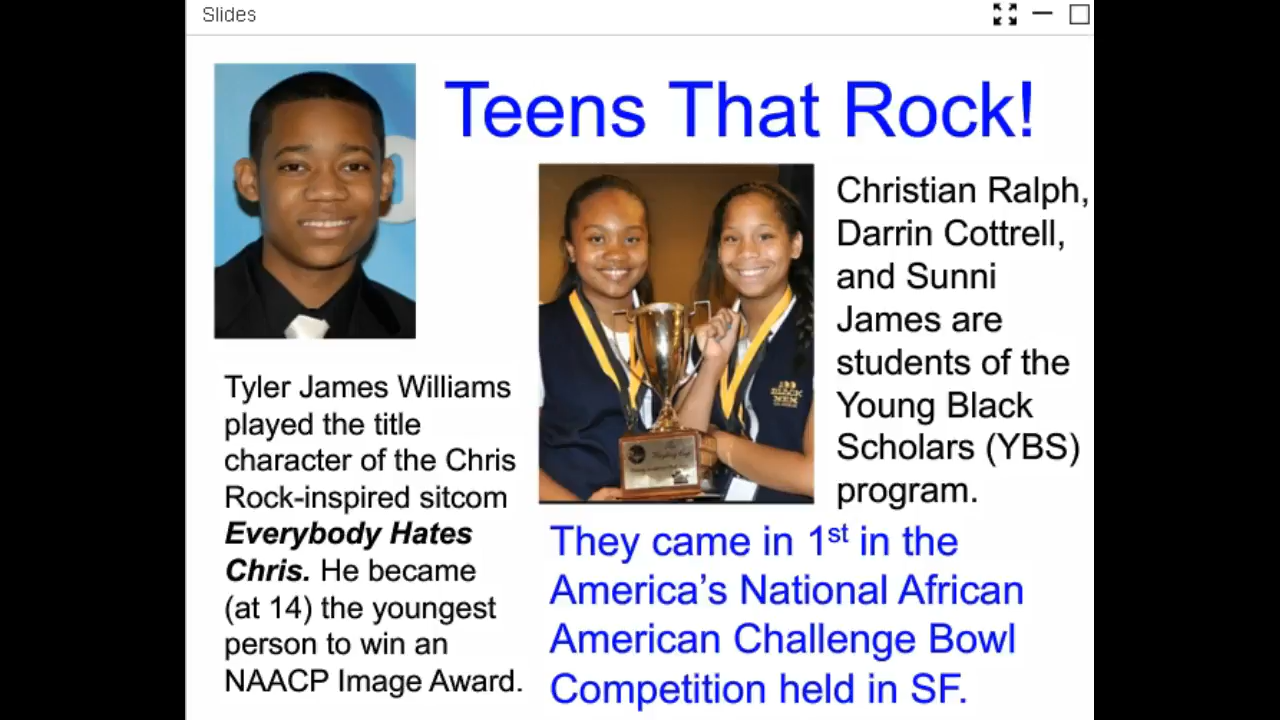 Slides
Teens That Rock!
Christian Ralph,
Darrin Cottrell,
and Sunni
James are
students of the
Young Black
Scholars (YBS)
program.
Tyler James Williams
played the title
character of the Chris
Rock-inspired sitcom
Everybody Hates
Chris. He became
(at 14) the youngest
person to win an
NAACP Image Award.
They came in 1st in the
America’s National African
American Challenge Bowl
Competition held in SF.
100
BLACK
MEN